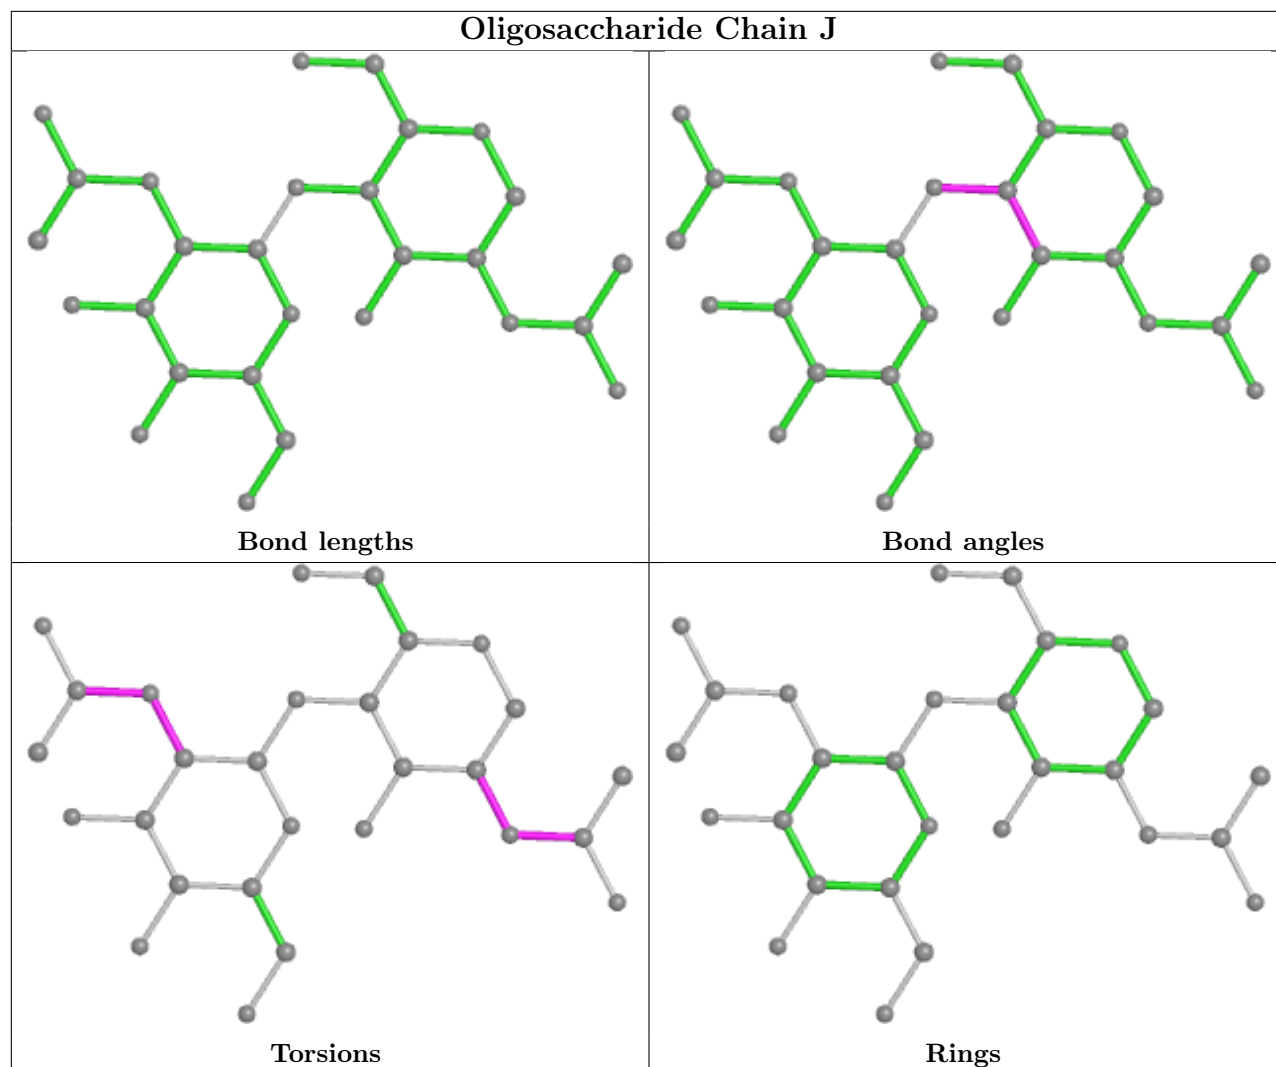 Oligosaccharide Chain J
Bond lengths
Bond angles
Torsions
Rings